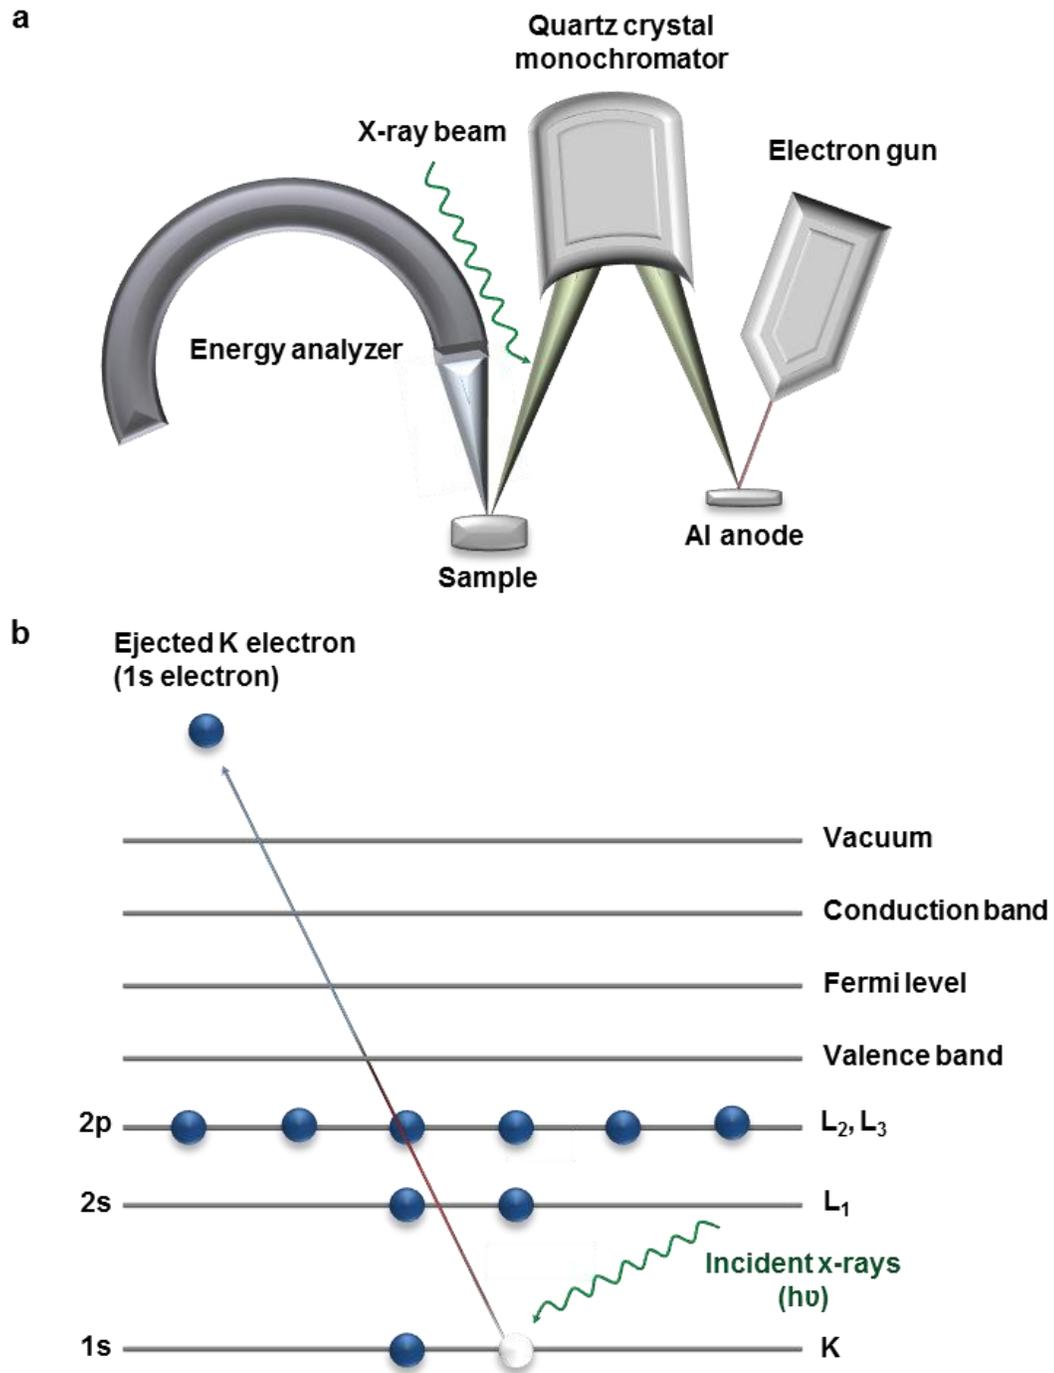 a
Quartz crystal
monochromator
X-ray beam
Electron gun
Energy analyzer
Al anode
Sample
b
Ejected K electron
(1s electron)
Vacuum
Conduction band
Fermi level
Valence band
2p
L₂, L₃
2s
L₁
Incident x-rays
(hʋ)
1s
K